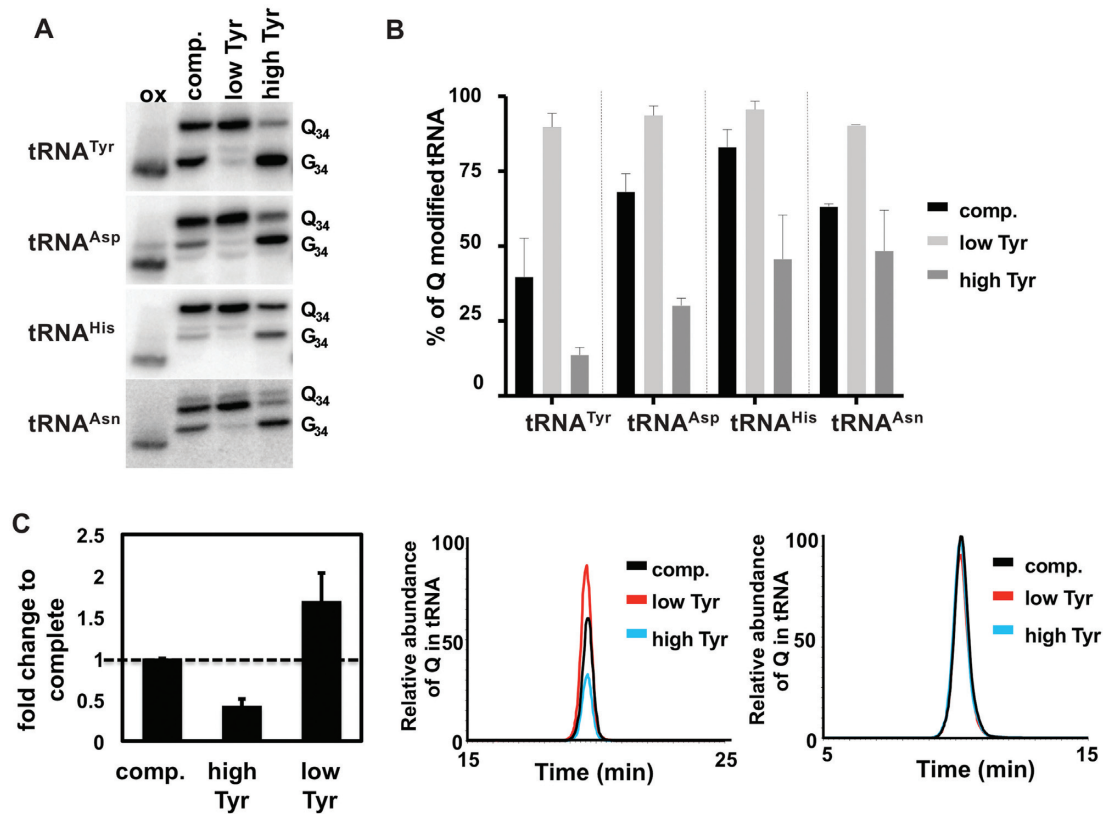 A
ox
comp.
low Tyr
high Tyr
tRNATyr
Q34
G34
tRNAAsp
Q34
G34
tRNAHis
Q34
G34
tRNAAsn
Q34
G34
B
% of Q modified tRNA
100
75
50
25
0
tRNATyr
tRNAAsp
tRNAHis
tRNAAsn
comp.
low Tyr
high Tyr
C
fold change to
complete
2.5
2
1.5
1
0.5
0
comp.
high
Tyr
low
Tyr
Relative abundance
of Q in tRNA
100
50
0
15
25
Time (min)
comp.
low Tyr
high Tyr
Relative abundance
of Q in tRNA
100
50
0
5
15
Time (min)
comp.
low Tyr
high Tyr